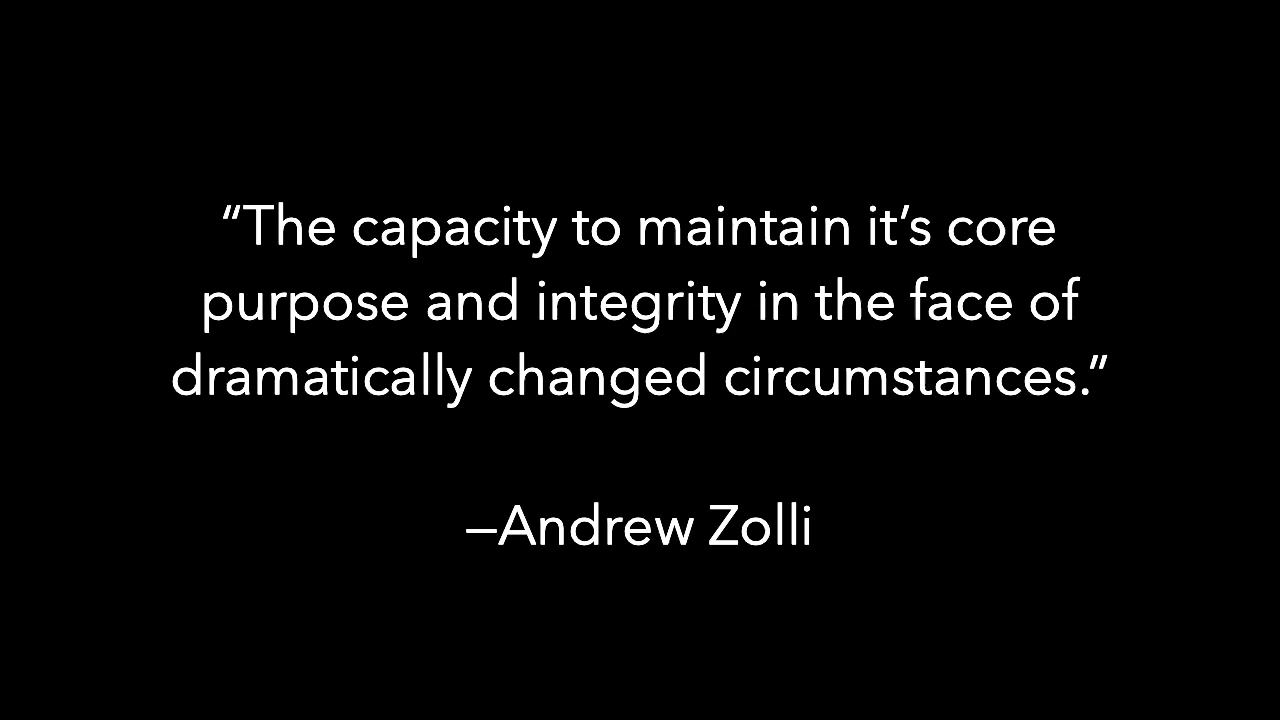 “The capacity to maintain it’s core
purpose and integrity in the face of
dramatically changed circumstances.”
—Andrew Zolli